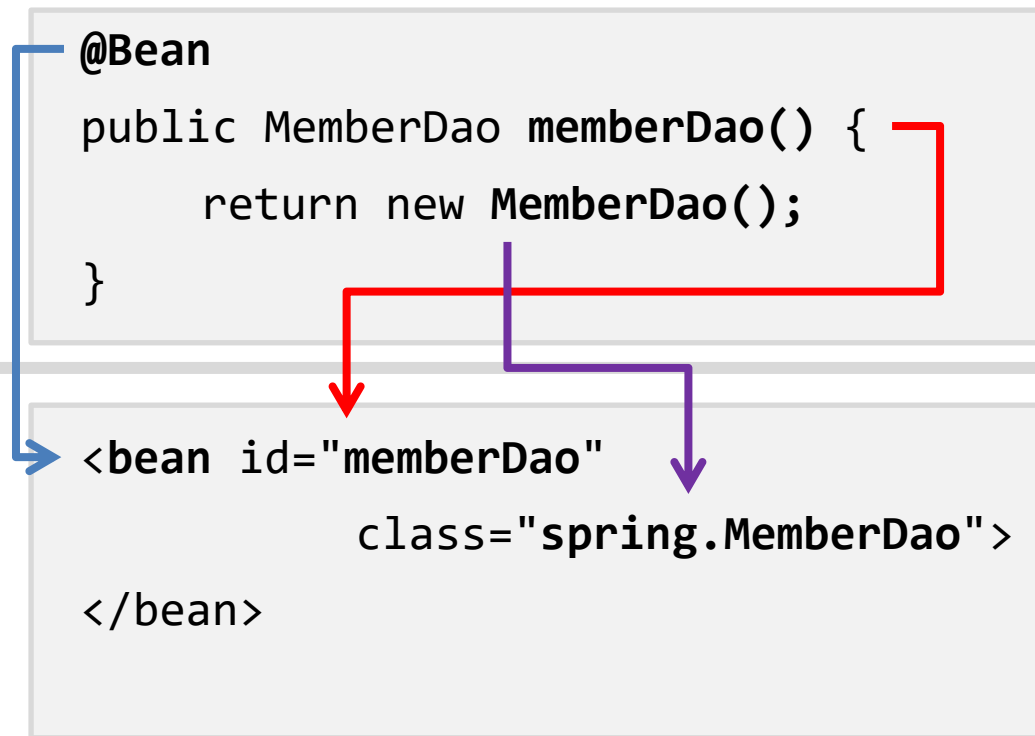 @Bean
public MemberDao memberDao() {
return new MemberDao();
}
<bean id="memberDao"
class="spring.MemberDao">
</bean>